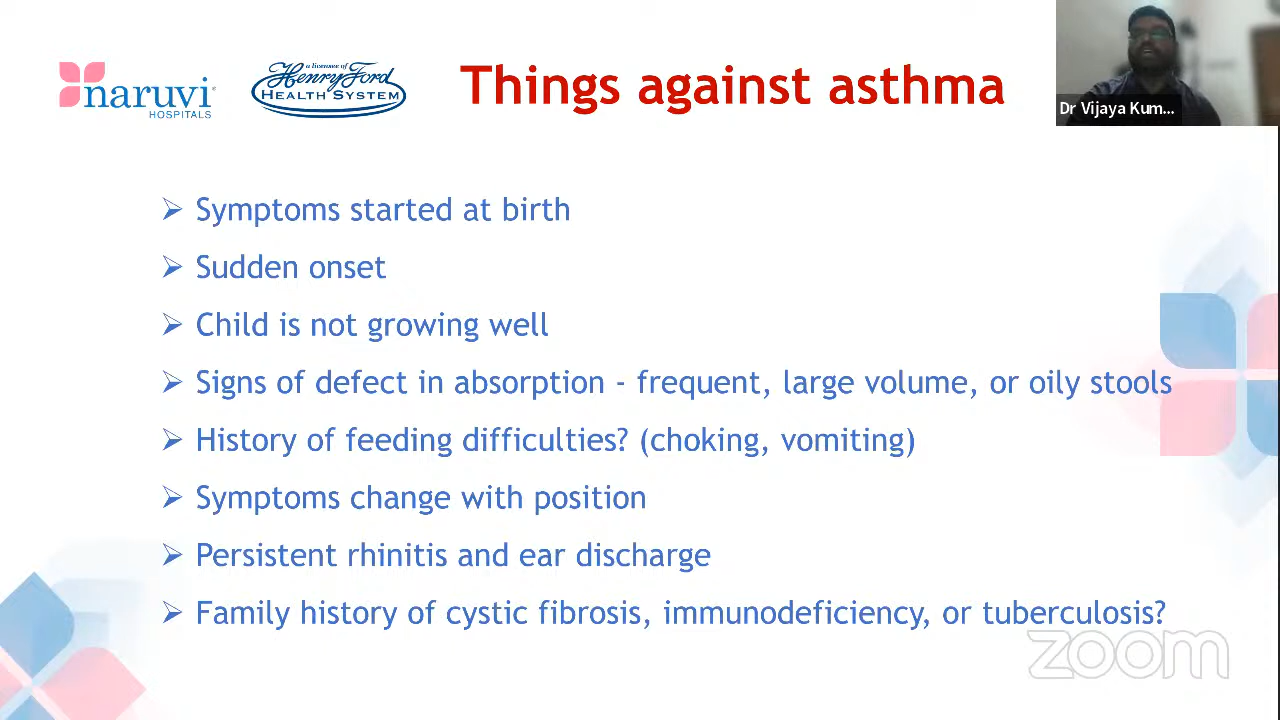 naruvi
HOSPITALS
a licensee of
Henry Ford
HEALTH SYSTEM
Things against asthma
Dr Vijaya Kum...
Symptoms started at birth
Sudden onset
Child is not growing well
Signs of defect in absorption - frequent, large volume, or oily stools
History of feeding difficulties? (choking, vomiting)
Symptoms change with position
Persistent rhinitis and ear discharge
Family history of cystic fibrosis, immunodeficiency, or tuberculosis?
zoom